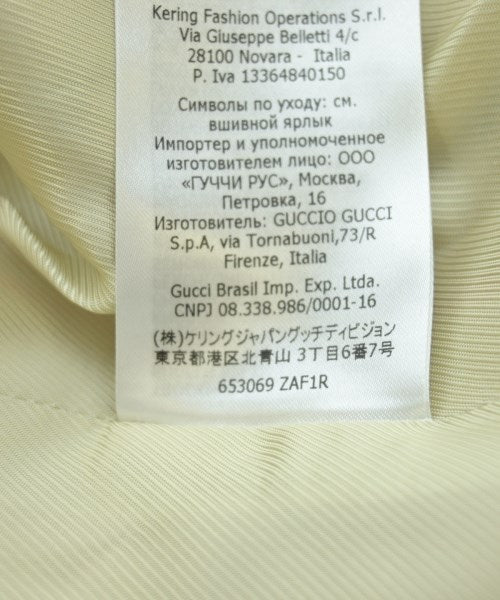 Kering Fashion Operations S.r.l.
Via Giuseppe Belletti 4/c
28100 Novara - Italia
P. Iva 13364840150
Символы по уходу: см.
вшивной ярлык
Импортер и уполномоченное
изготовителем лицо: ООО
«ГУЧЧИ РУС», Москва,
Петровка, 16
Изготовитель: GUCCIO GUCCI
S.p.A, via Tornabuoni,73/R
Firenze, Italia
Gucci Brasil Imp. Exp. Ltda.
CNPJ 08.338.986/0001-16
(株)ケリングジャパングッチディビジョン
東京都港区北青山 3丁目6番7号
653069 ZAF1R